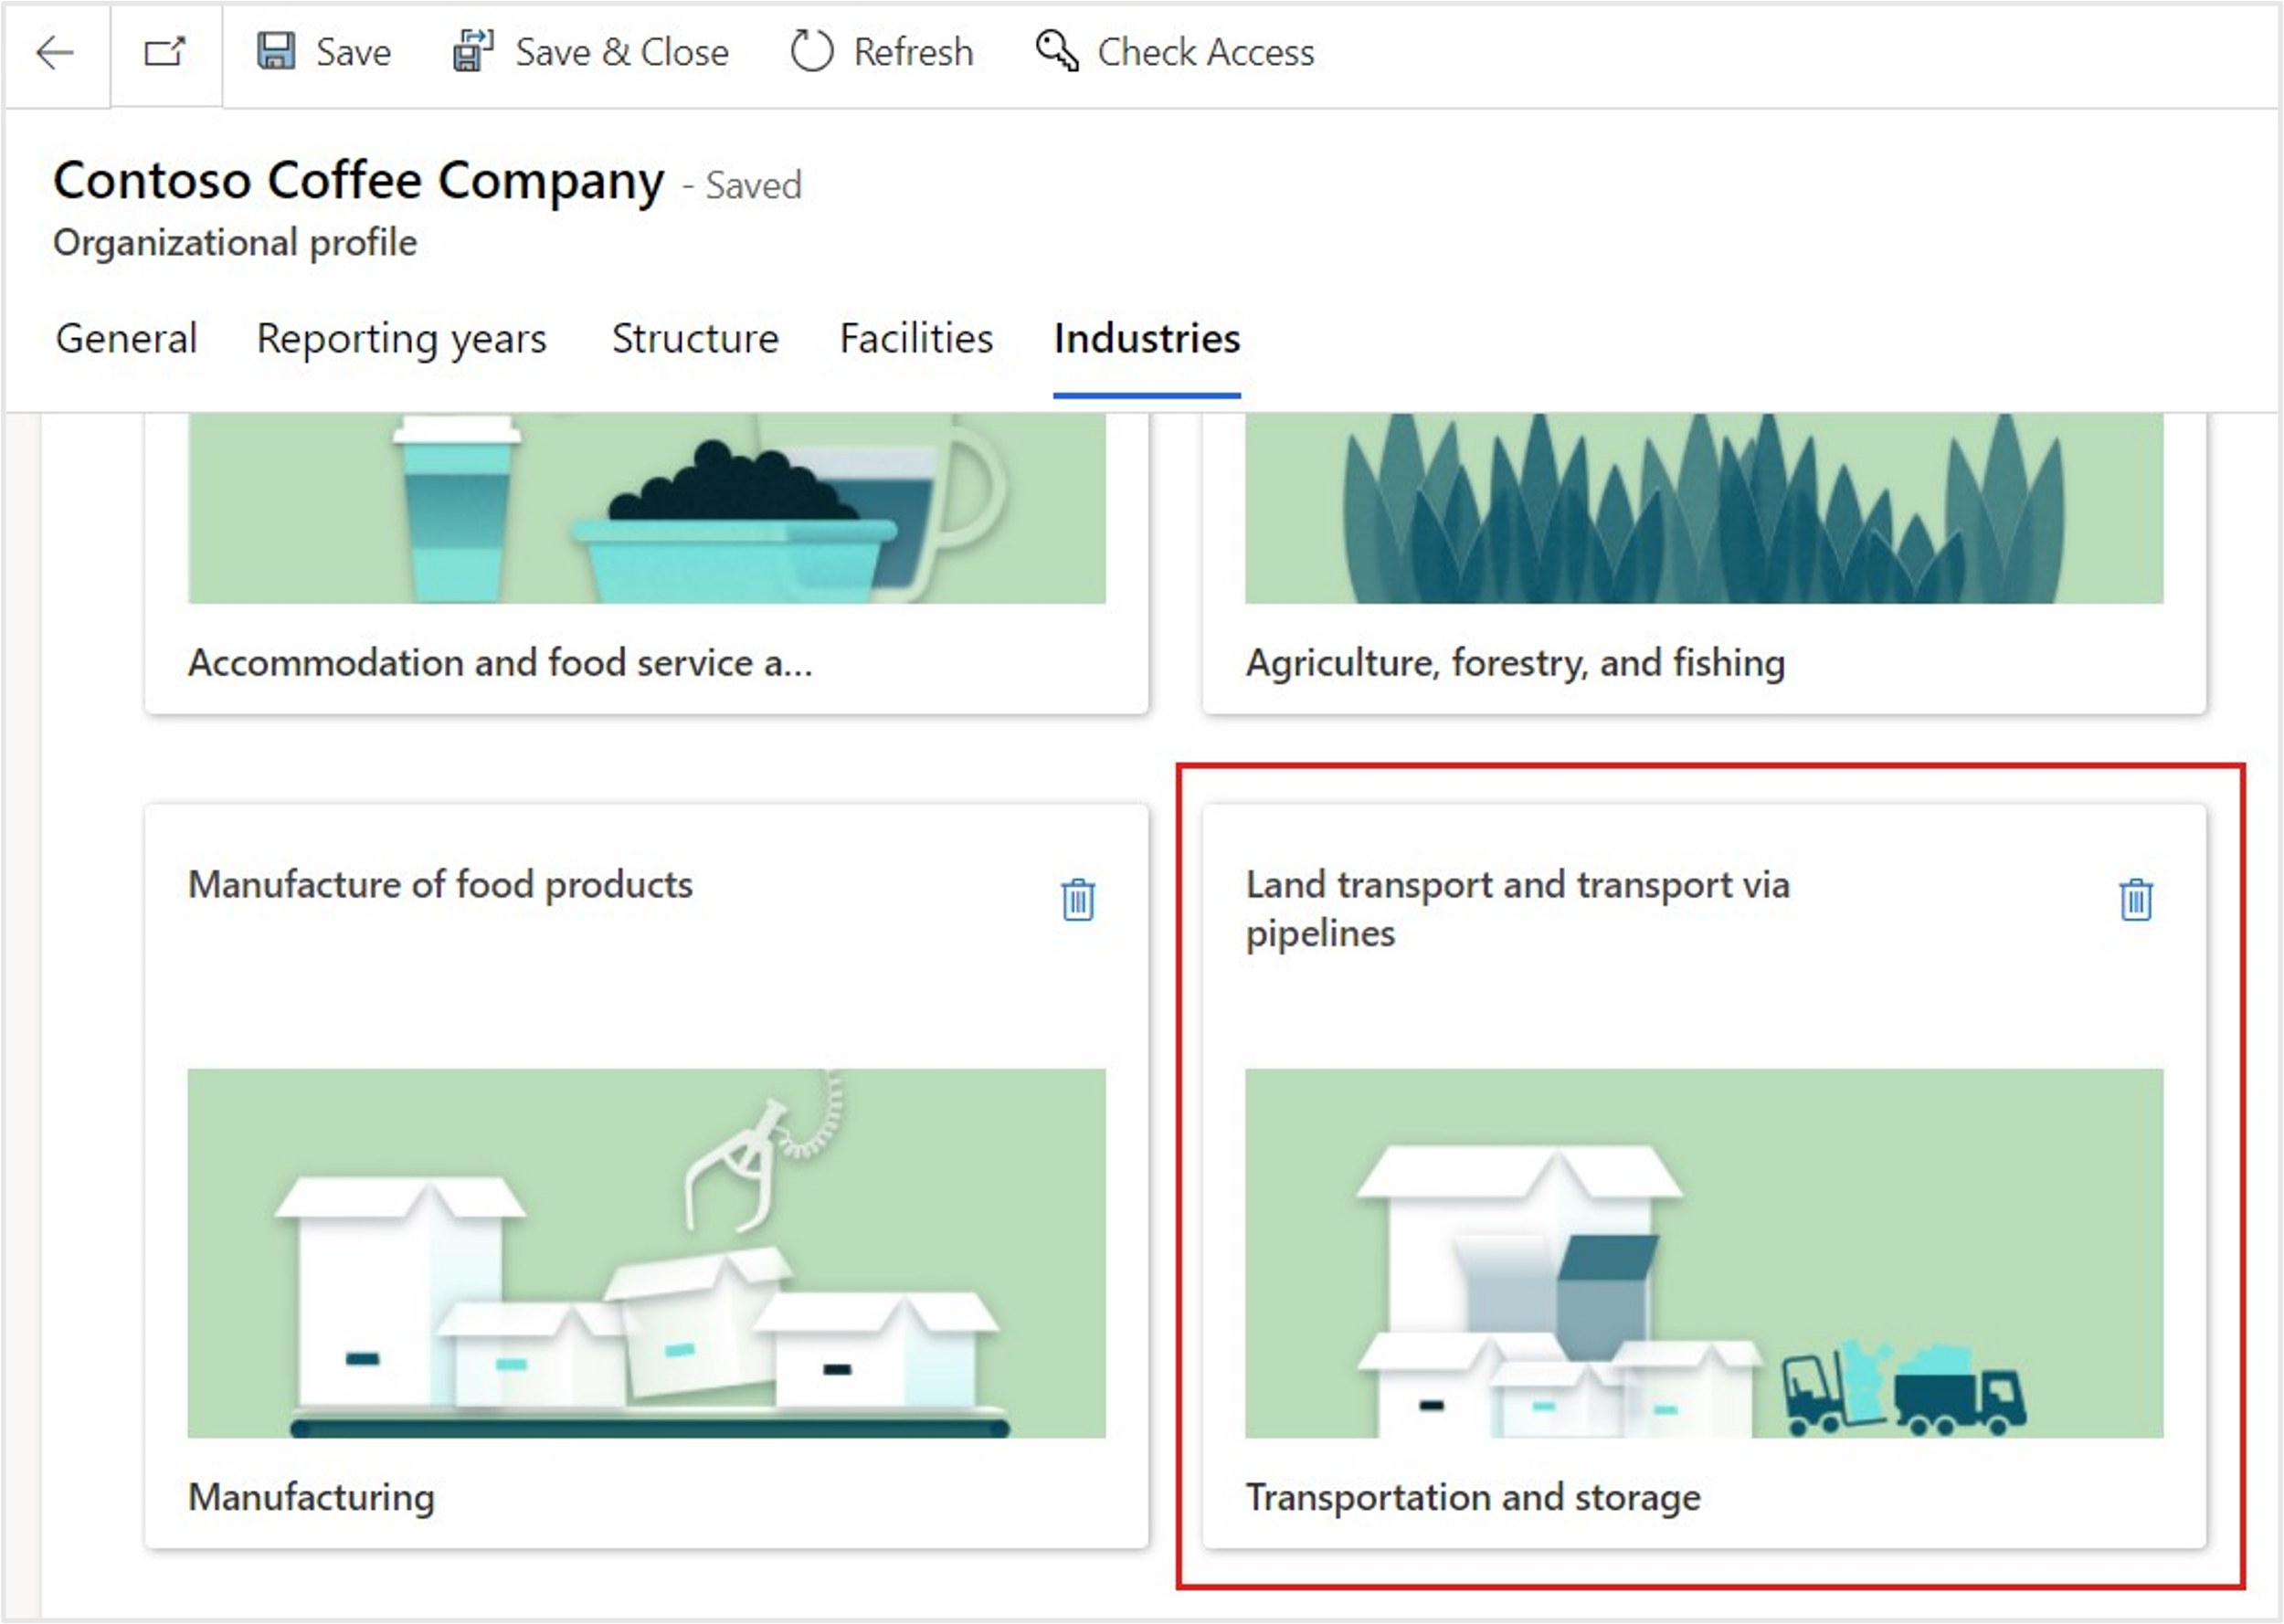 Save
Save & Close
Refresh
Check Access
Contoso Coffee Company - Saved
Organizational profile
General
Reporting years
Structure
Facilities
Industries
Accommodation and food service a...
Agriculture, forestry, and fishing
Manufacture of food products
Land transport and transport via
pipelines
Manufacturing
Transportation and storage